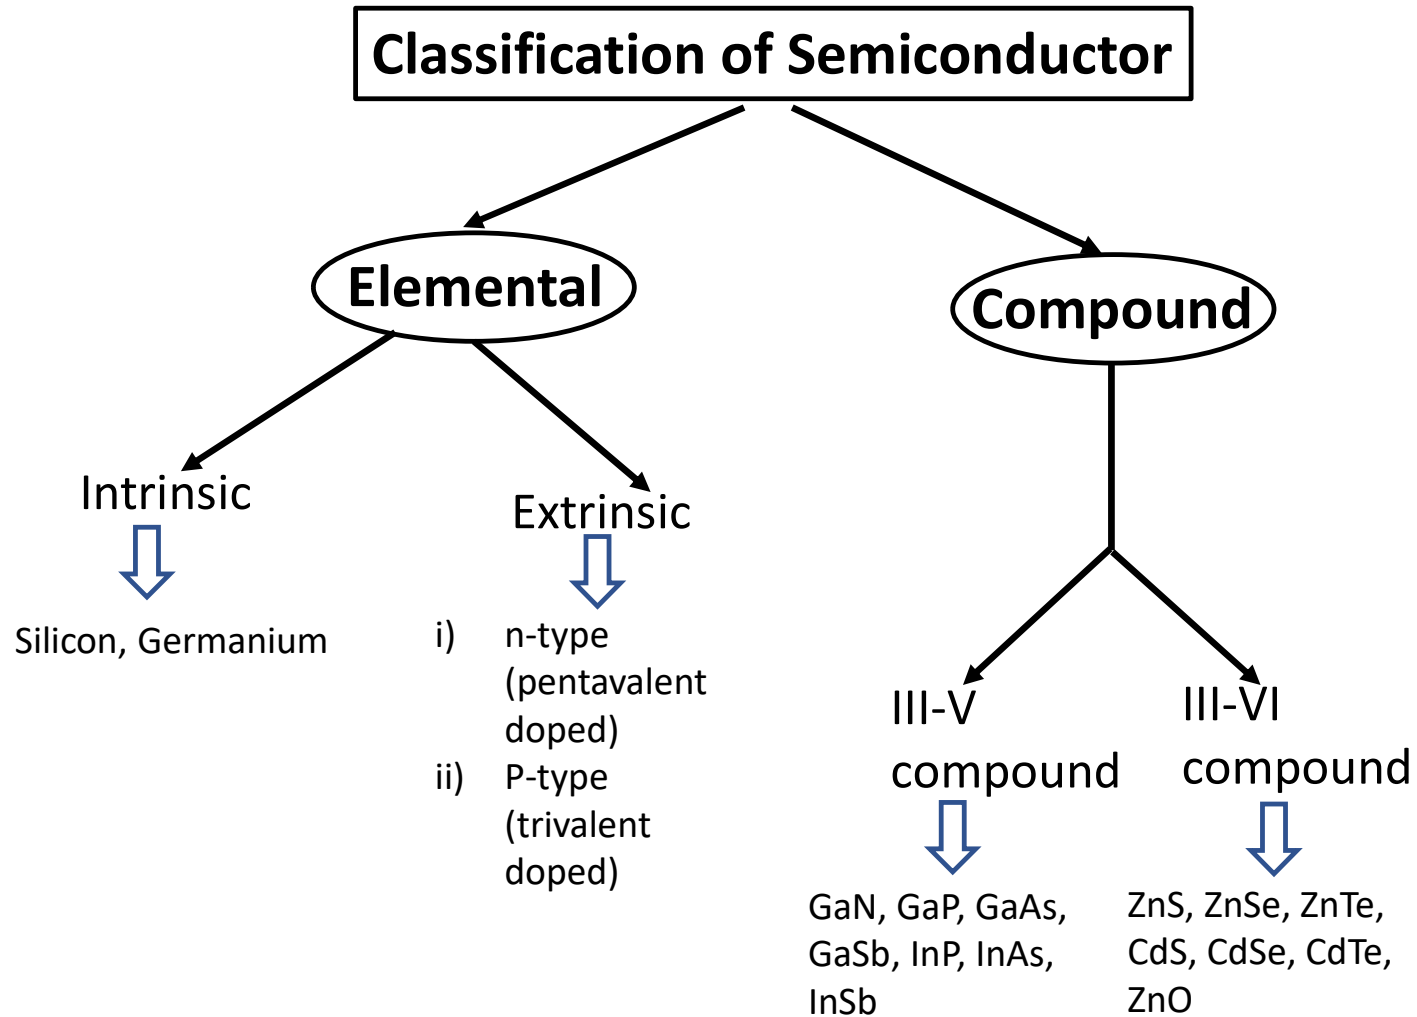 Classification of Semiconductor
Elemental
Compound
Intrinsic
Extrinsic
Silicon, Germanium
i) n-type
(pentavalent
doped)
ii) P-type
(trivalent
doped)
III-V
compound
III-VI
compound
GaN, GaP, GaAs,
GaSb, InP, InAs,
InSb
ZnS, ZnSe, ZnTe,
CdS, CdSe, CdTe,
ZnO